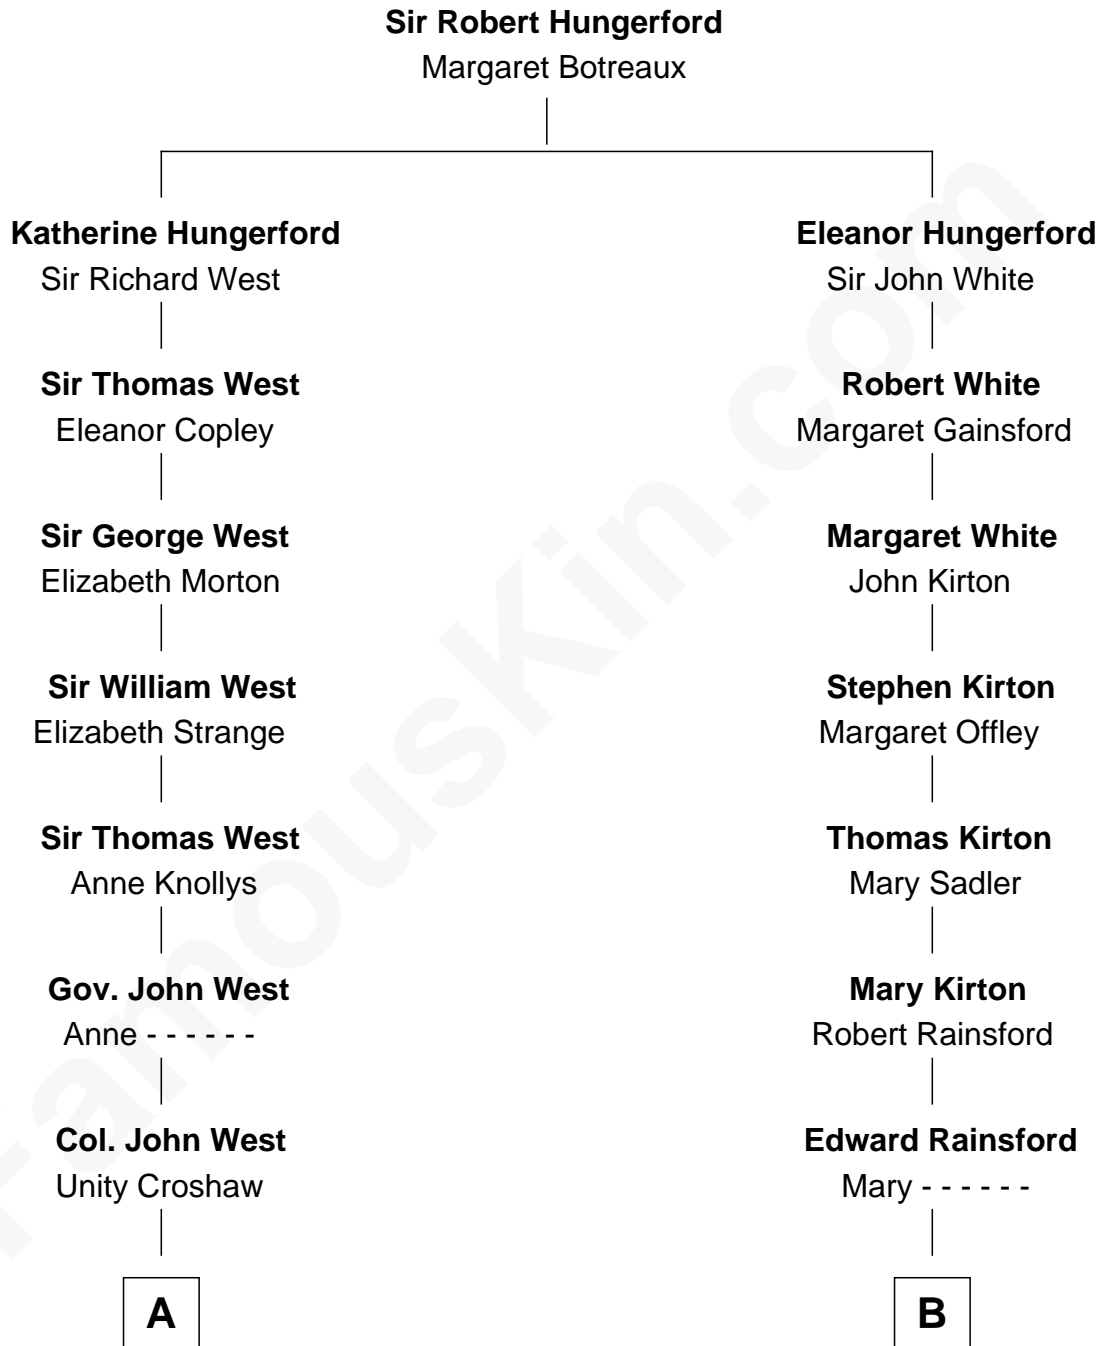 Sir Robert Hungerford
Margaret Botreaux
Katherine Hungerford
Sir Richard West
Sir Thomas West
Eleanor Copley
Sir George West
Elizabeth Morton
Sir William West
Elizabeth Strange
Sir Thomas West
Anne Knollys
Gov. John West
Anne - - - - - -
Col. John West
Unity Croshaw
A
Eleanor Hungerford
Sir John White
Robert White
Margaret Gainsford
Margaret White
John Kirton
Stephen Kirton
Margaret Offley
Thomas Kirton
Mary Sadler
Mary Kirton
Robert Rainsford
Edward Rainsford
Mary - - - - - -
B
FamousKin.com